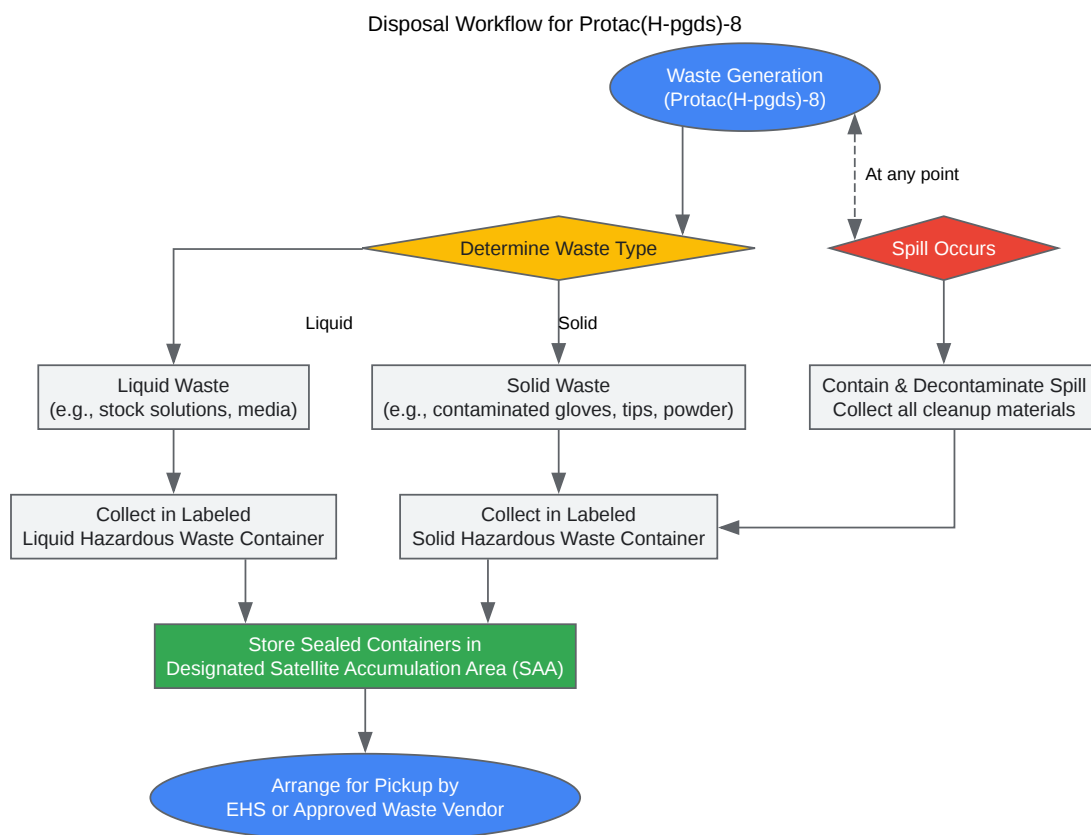 Disposal Workflow for Protac(H-pgds)-8
Waste Generation
(Protac(H-pgds)-8)
At any point
Determine Waste Type
Spill Occurs
Liquid
Solid
Liquid Waste
(e.g., stock solutions, media)
Solid Waste
(e.g., contaminated gloves, tips, powder)
Contain & Decontaminate Spill
Collect all cleanup materials
Collect in Labeled
Liquid Hazardous Waste Container
Collect in Labeled
Solid Hazardous Waste Container
Store Sealed Containers in
Designated Satellite Accumulation Area (SAA)
Arrange for Pickup by
EHS or Approved Waste Vendor